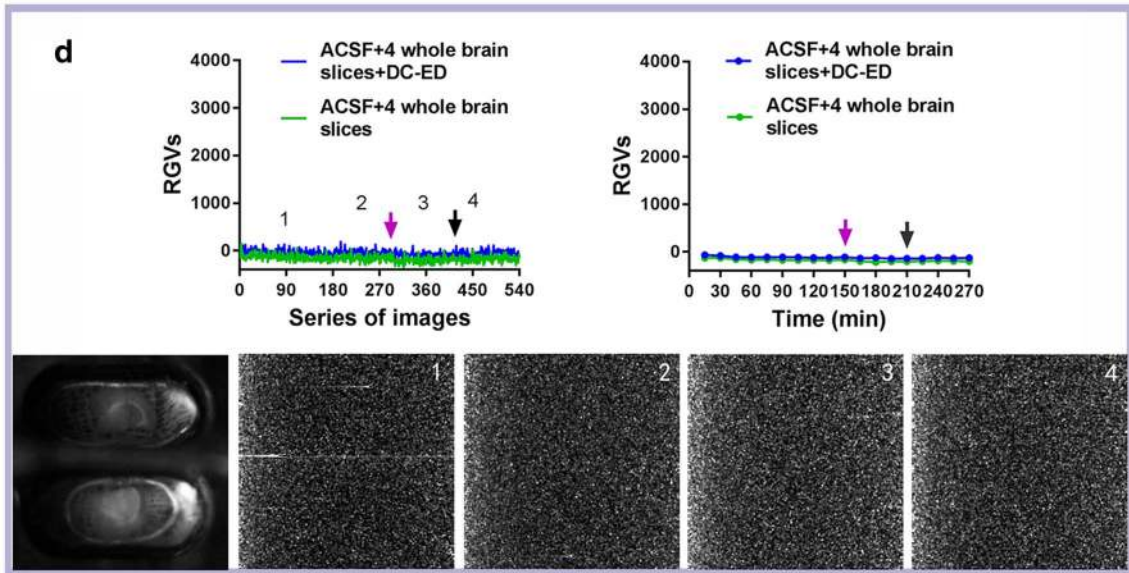 d
4000
3000
2000
1000
0
RGVs
ACSF+4 whole brain
slices+DC-ED
ACSF+4 whole brain
slices
1
2
3
4
0 90 180 270 360 450 540
Series of images
4000
3000
2000
1000
0
RGVs
ACSF+4 whole brain
slices+DC-ED
ACSF+4 whole brain
slices
0 30 60 90 120 150 180 210 240 270
Time (min)
1
2
3
4